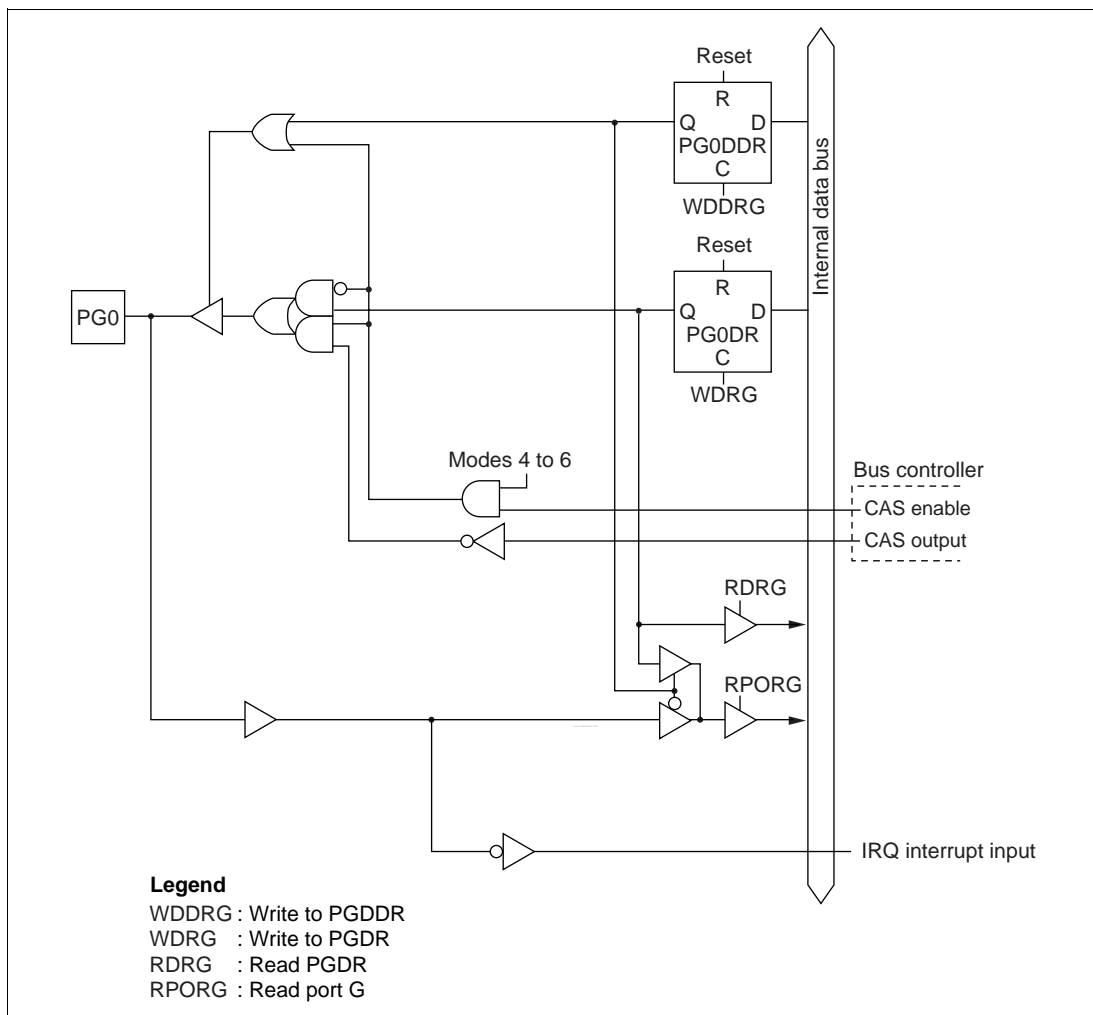 Reset
R
Q D
PG0DDR
C
WDDRG
Reset
R
Q D
PG0DR
C
WDRG
Internal data bus
PG0
Modes 4 to 6
Bus controller
CAS enable
CAS output
RDRG
RPORG
IRQ interrupt input
Legend
WDDRG : Write to PGDDR
WDRG : Write to PGDR
RDRG : Read PGDR
RPORG : Read port G